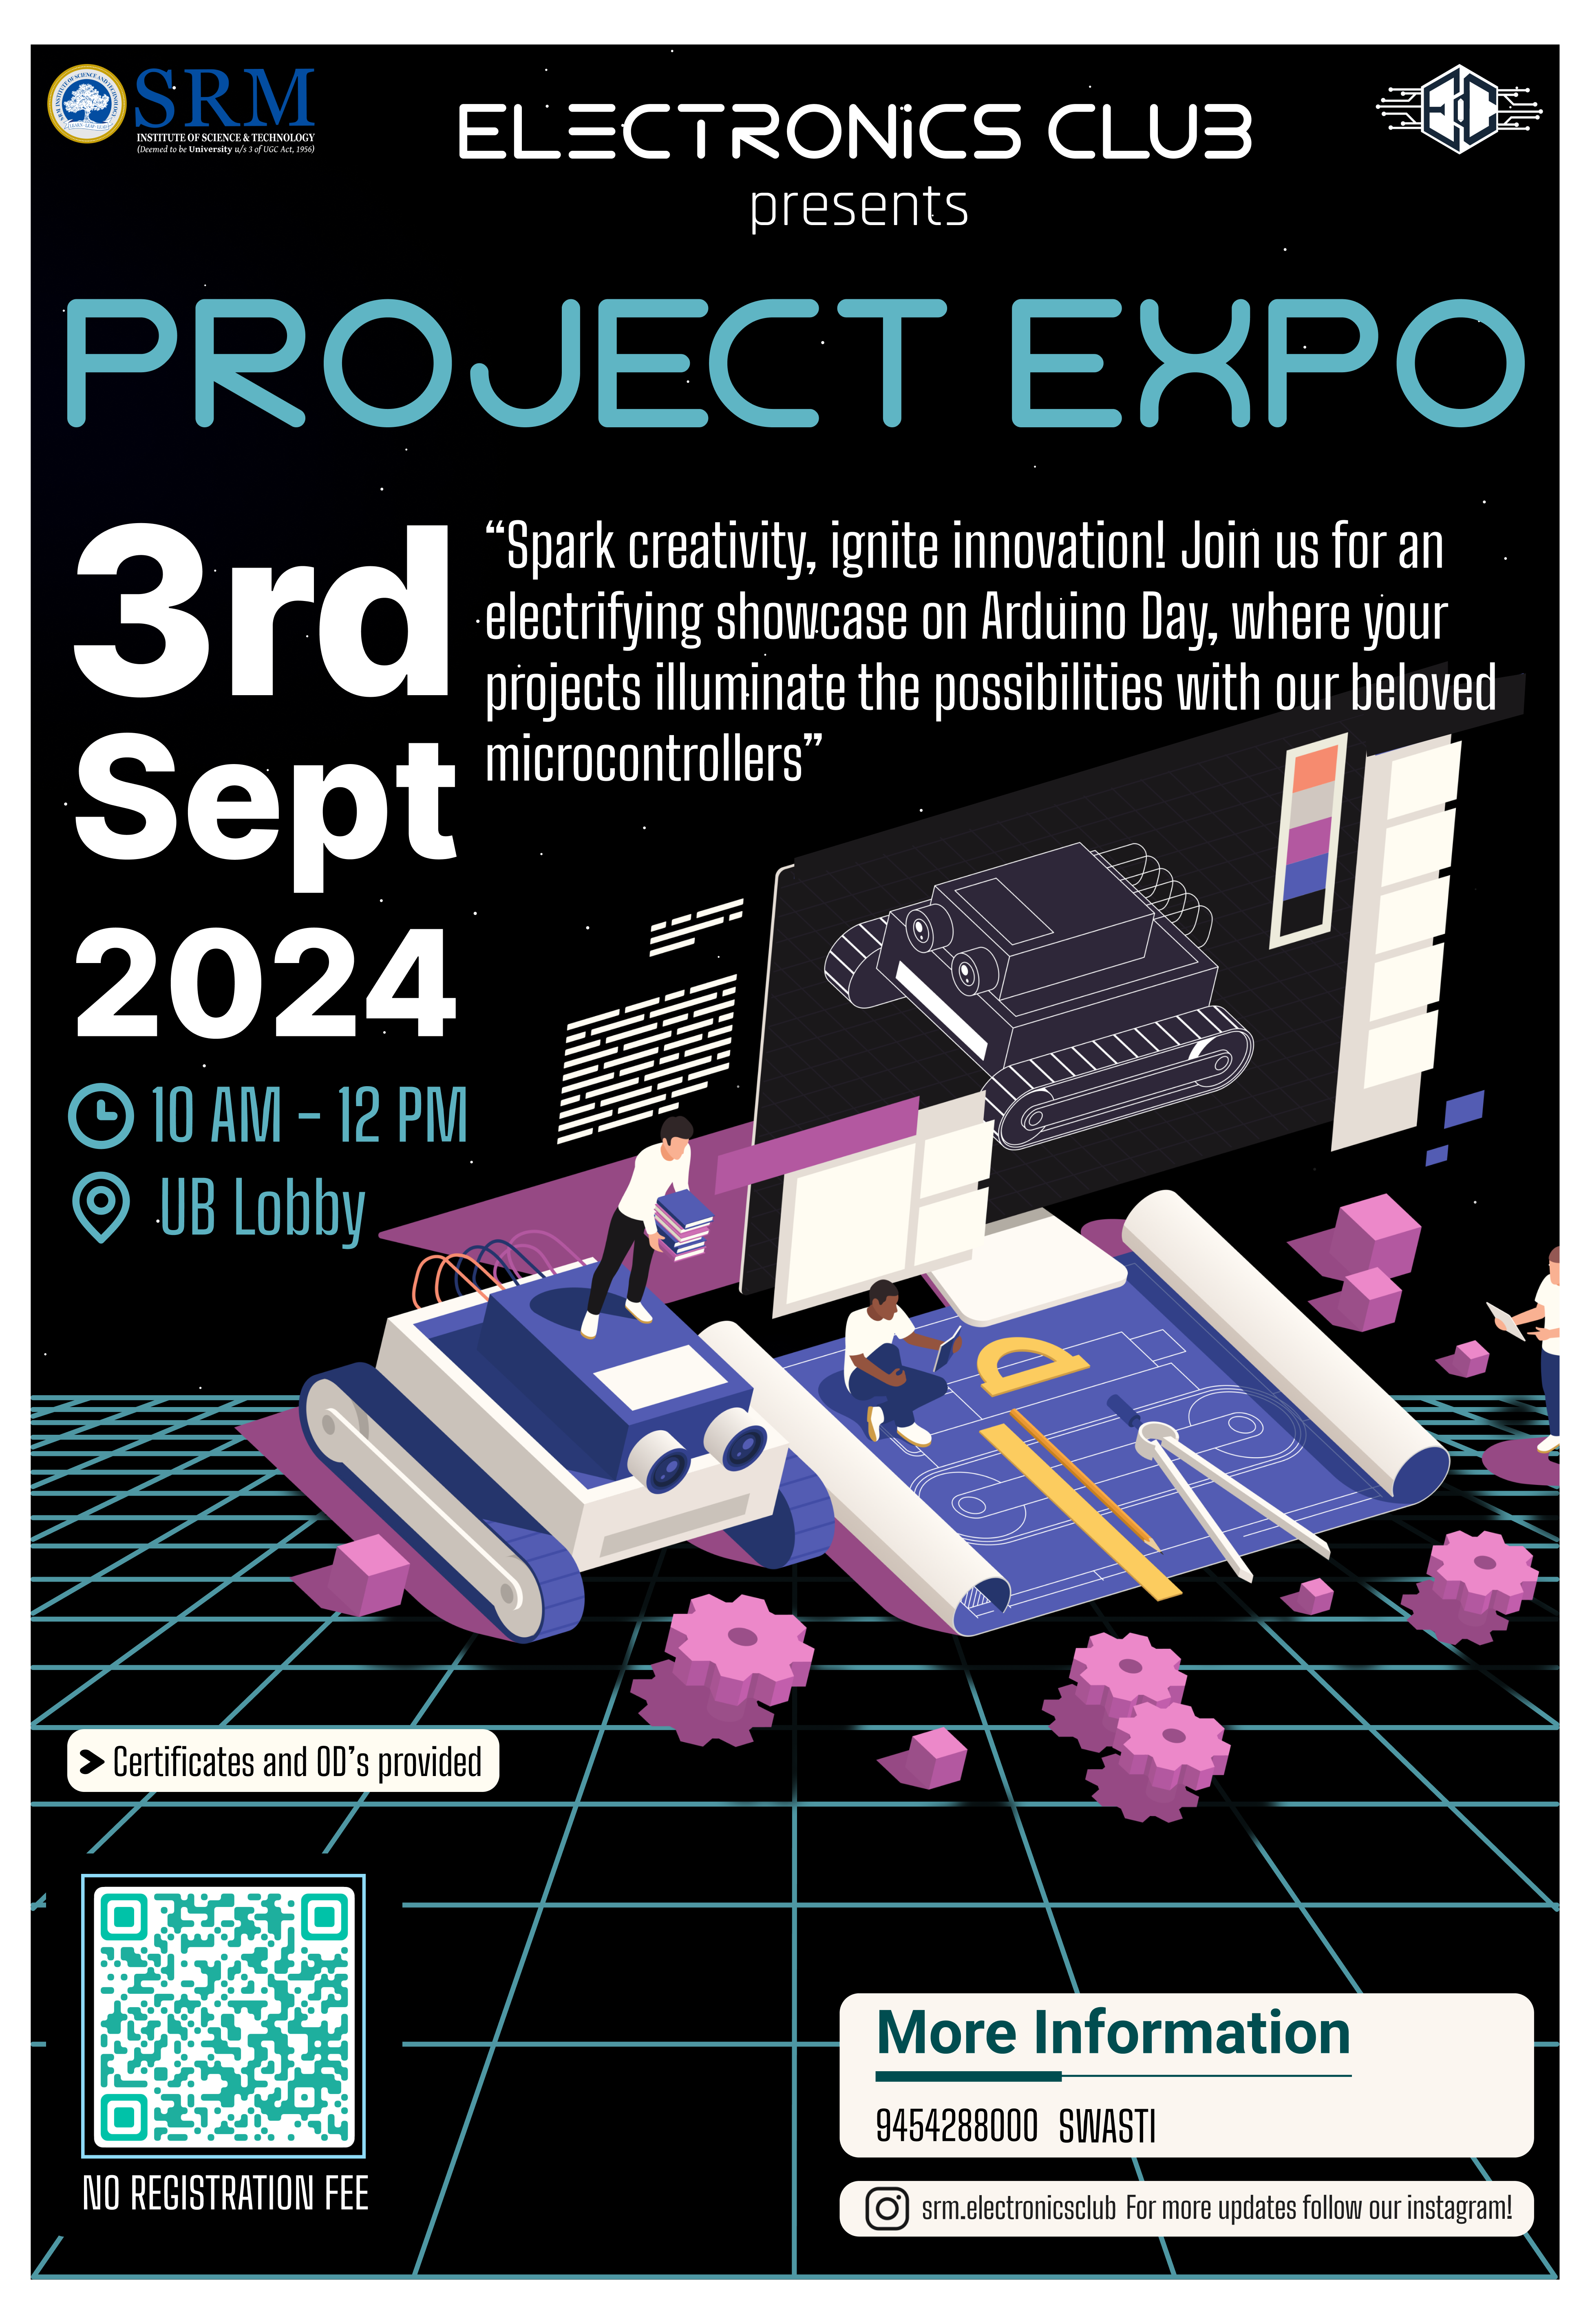 SRM
INSTITUTE OF SCIENCE & TECHNOLOGY
(Deemed to be University u/s 3 of UGC Act, 1956)
ELECTRONiCS CLUB
presents
PROJECT EXPO
3rd
Sept
2024
“Spark creativity, ignite innovation! Join us for an
electrifying showcase on Arduino Day, where your
projects illuminate the possibilities with our beloved
microcontrollers”
10 AM - 12 PM
UB Lobby
> Certificates and OD's provided
NO REGISTRATION FEE
More Information
9454288000 SWASTI
srm.electronicsclub For more updates follow our instagram!